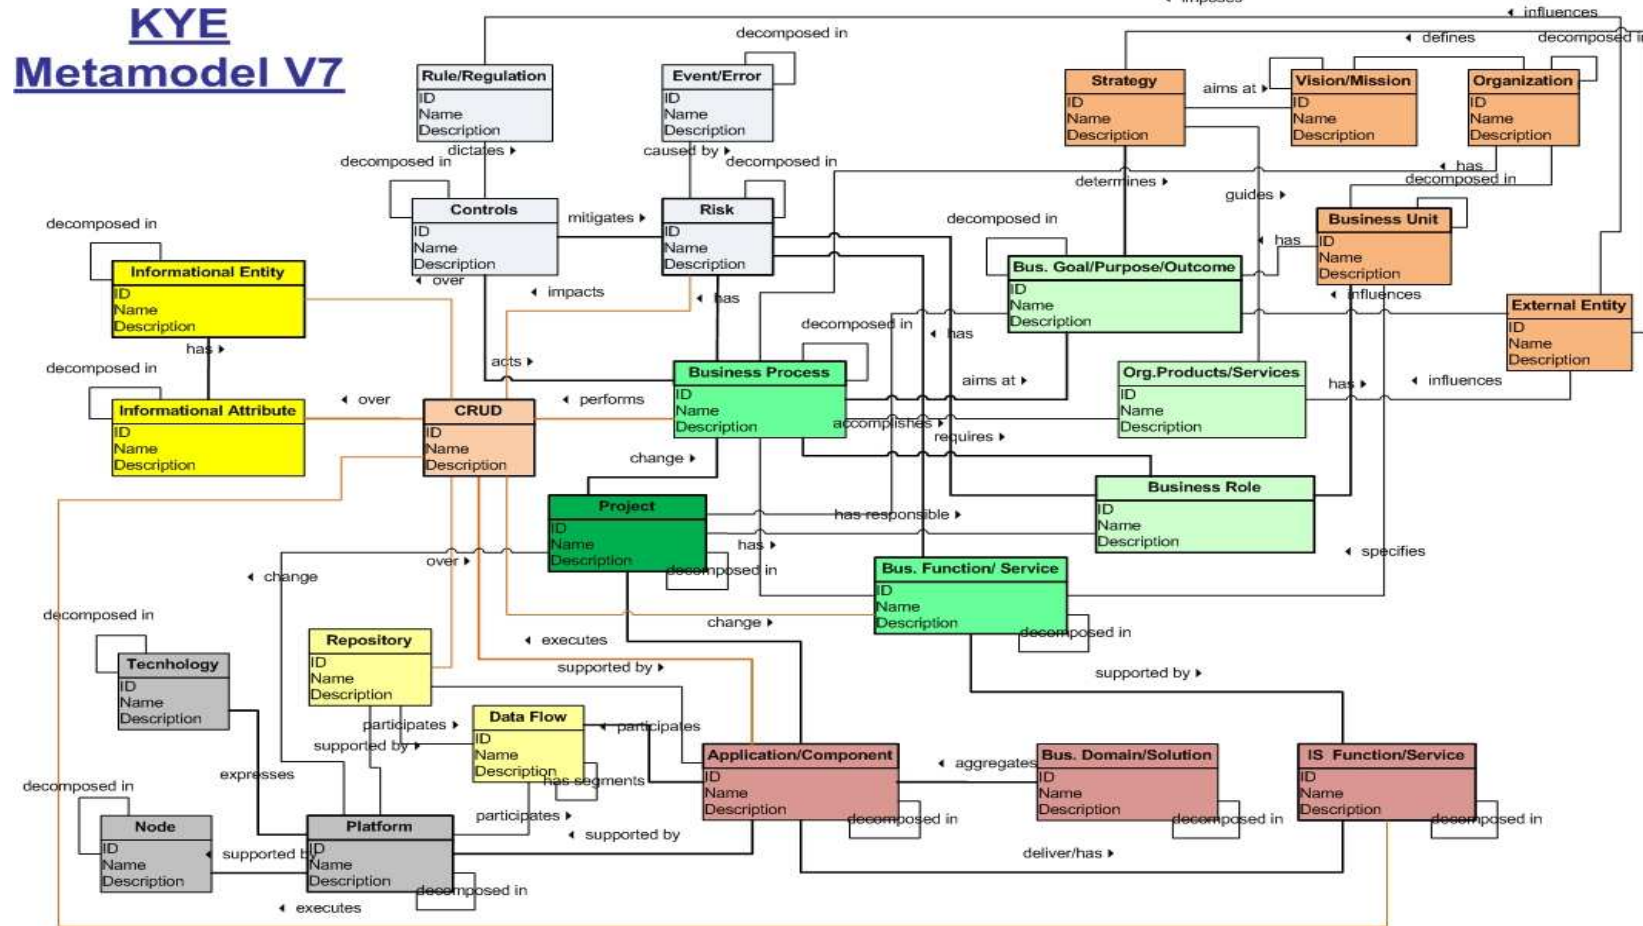 KYE
Metamodel V7
◂ imposes
◂ influences
◂ defines
decomposed in
decomposed in
Rule/Regulation
ID
Name
Description
Event/Error
ID
Name
Description
Strategy
ID
Name
Description
aims at ▸
Vision/Mission
ID
Name
Description
Organization
ID
Name
Description
dictates ▸
caused by ▸
decomposed in
decomposed in
◂ has
decomposed in
determines ▸
guides ▸
Controls
ID
Name
Description
mitigates ▸
Risk
ID
Name
Description
decomposed in
Business Unit
ID
Name
Description
decomposed in
◂ has
Informational Entity
ID
Name
Description
Bus. Goal/Purpose/Outcome
ID
Name
Description
◂ over
◂ impacts
◂ has
◂ influences
External Entity
ID
Name
Description
decomposed in
◂ has
has ▸
decomposed in
acts ▸
Business Process
ID
Name
Description
aims at ▸
Org.Products/Services
ID
Name
Description
has ▸
◂ influences
Informational Attribute
ID
Name
Description
◂ over
CRUD
ID
Name
Description
◂ performs
accomplishes ▸
requires ▸
change ▸
Business Role
ID
Name
Description
Project
ID
Name
Description
has responsible ▸
has ▸
◂ specifies
over ▸
decomposed in
Bus. Function/ Service
ID
Name
Description
◂ change
decomposed in
change ▸
decomposed in
Repository
ID
Name
Description
◂ executes
supported by ▸
supported by ▸
Tecnhology
ID
Name
Description
participates ▸
supported by ▸
Data Flow
ID
Name
Description
◂ participates
has segments
Application/Component
ID
Name
Description
◂ aggregates
Bus. Domain/Solution
ID
Name
Description
IS Function/Service
ID
Name
Description
expresses
decomposed in
participates ▸
◂ supported by
decomposed in
decomposed in
decomposed in
Node
ID
Name
Description
◂ supported by
Platform
ID
Name
Description
deliver/has ▸
decomposed in
◂ executes